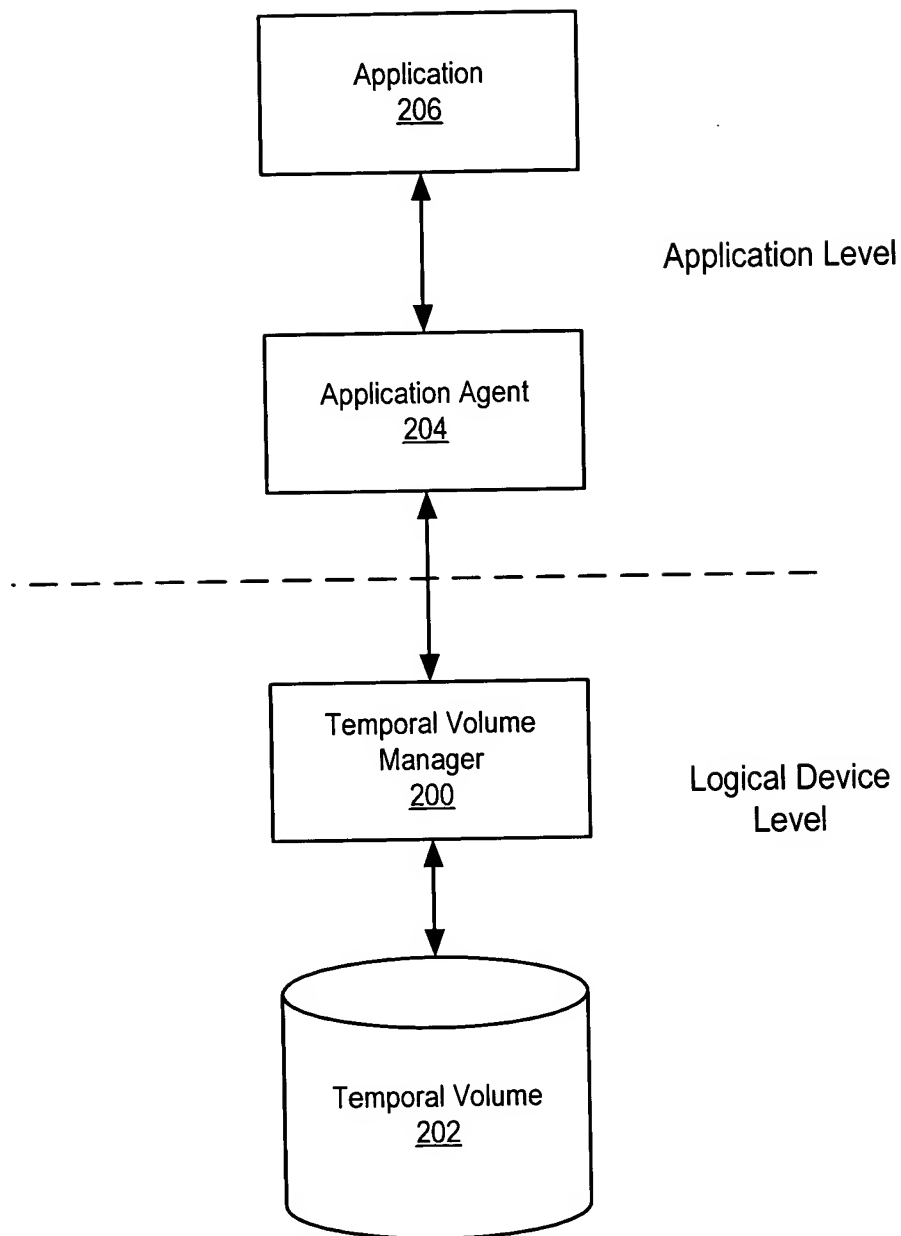 Application
206
Application Level
Application Agent
204
Temporal Volume
Manager
200
Logical Device
Level
Temporal Volume
202